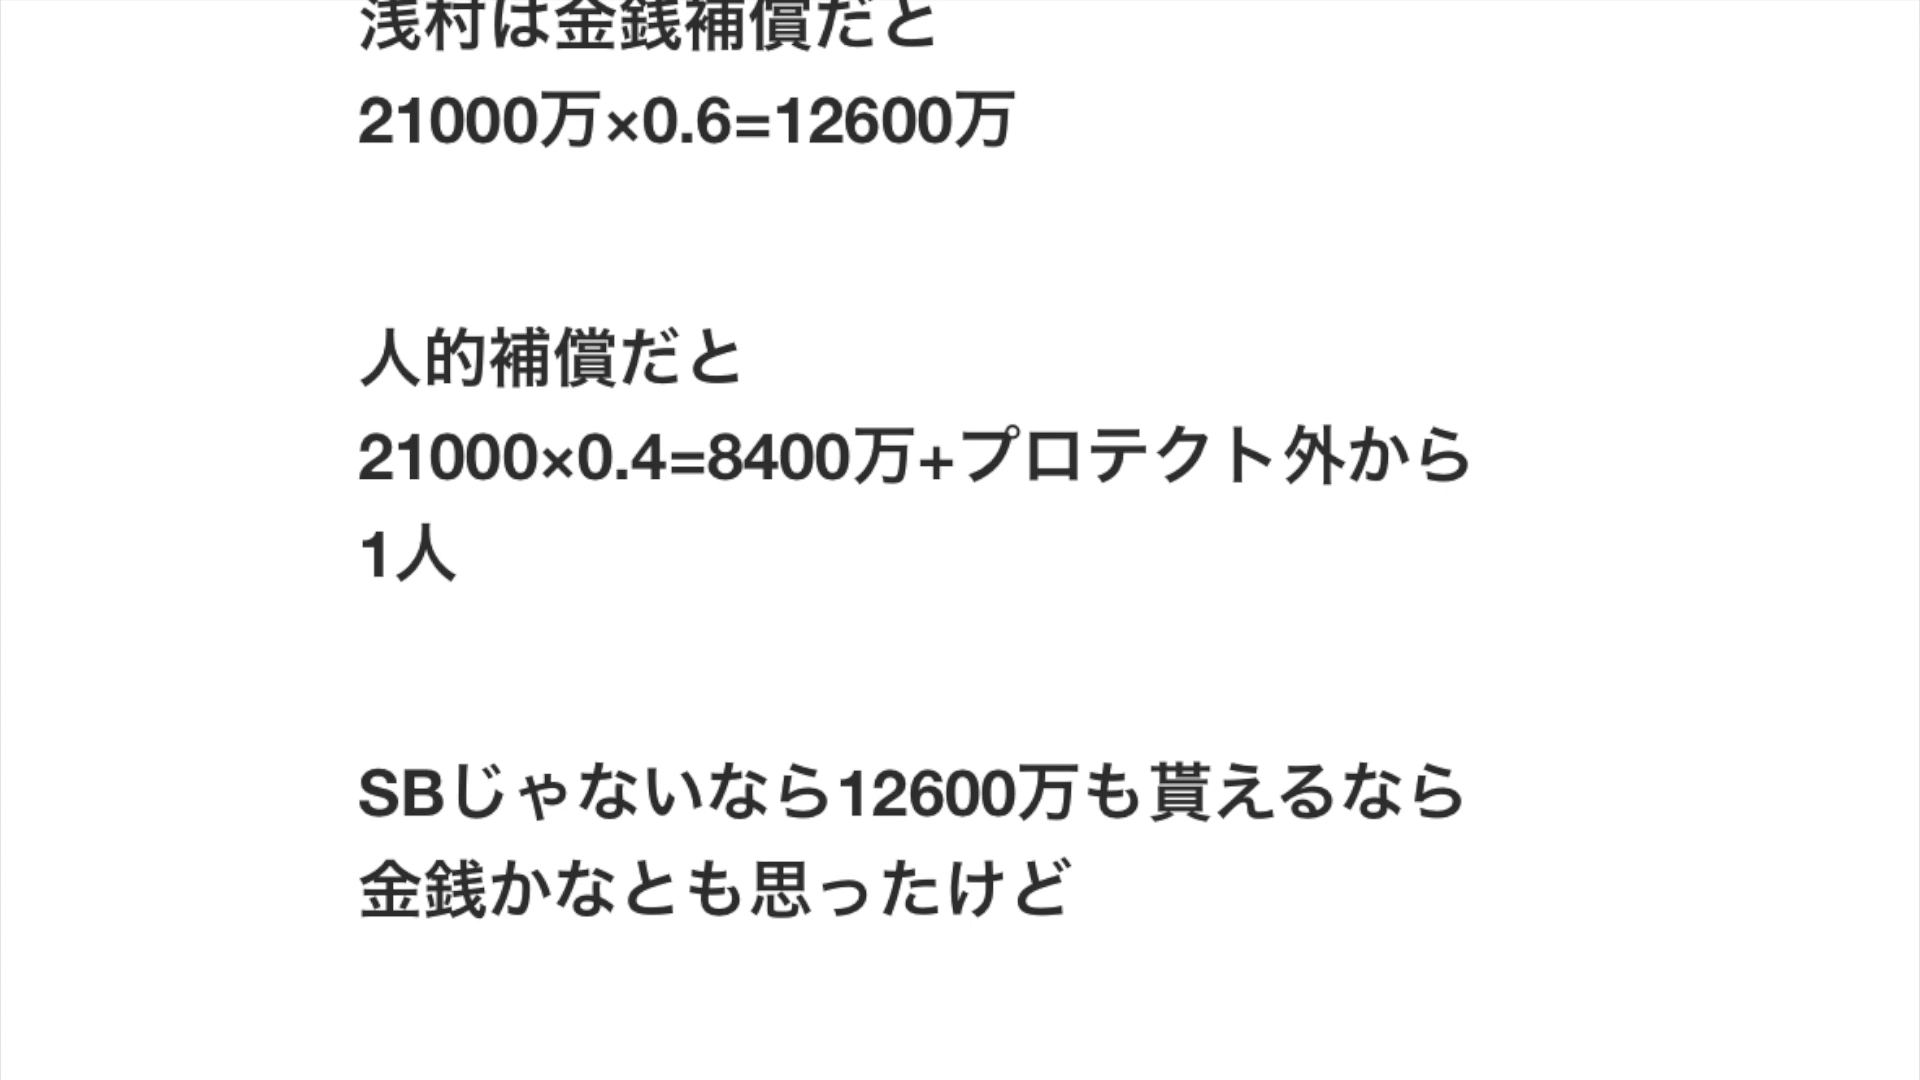 浅村は金銭補償だと
21000万×0.6=12600万
人的補償だと
21000×0.4=8400万+プロテクト外から
1人
SBじゃないなら12600万も貰えるなら
金銭かなとも思ったけど